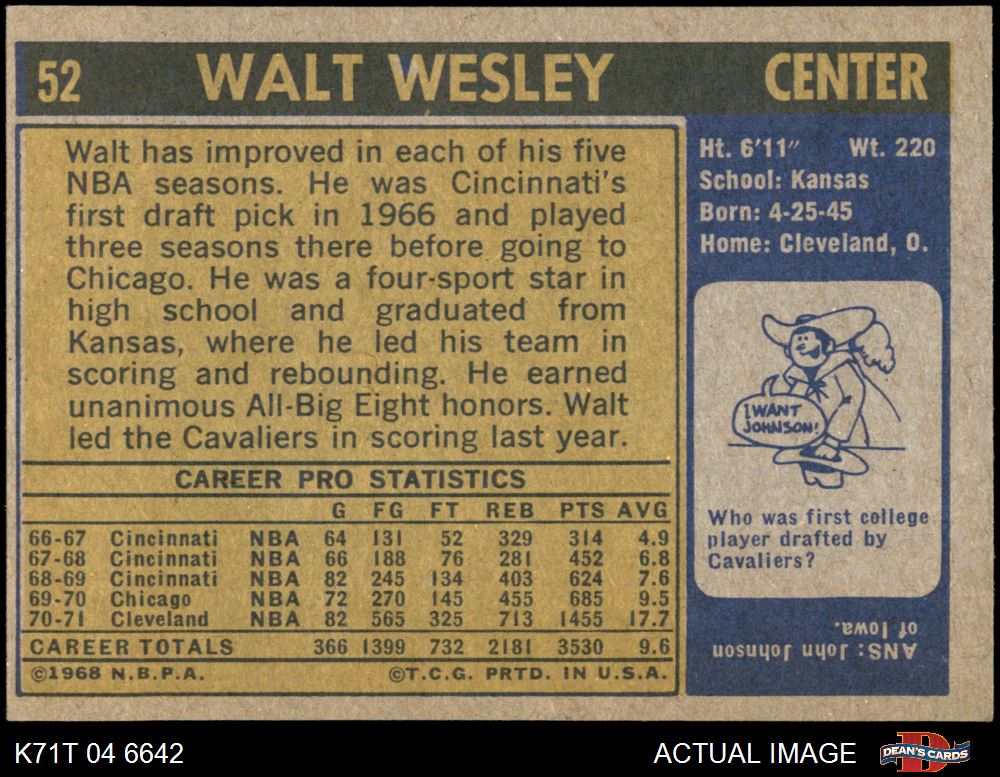 52 WALT WESLEY CENTER
Walt has improved in each of his five
NBA seasons. He was Cincinnati's
first draft pick in 1966 and played
three seasons there before going to
Chicago. He was a four-sport star in
high school and graduated from
Kansas, where he led his team in
scoring and rebounding. He earned
unanimous All-Big Eight honors. Walt
led the Cavaliers in scoring last year.
CAREER PRO STATISTICS
G FG FT REB PTS AVG
66-67 Cincinnati NBA 64 131 52 329 314 4.9
67-68 Cincinnati NBA 66 188 76 281 452 6.8
68-69 Cincinnati NBA 82 245 134 403 624 7.6
69-70 Chicago NBA 72 270 145 455 685 9.5
70-71 Cleveland NBA 82 565 325 713 1455 17.7
CAREER TOTALS 366 1399 732 2181 3530 9.6
©1968 N.B.P.A. ©T.C.G. PRTD. IN U.S.A.
Ht. 6'11" Wt. 220
School: Kansas
Born: 4-25-45
Home: Cleveland, O.
I WANT
JOHNSON!
Who was first college
player drafted by
Cavaliers?
ANS: John Johnson
of Iowa.
K71T 04 6642 ACTUAL IMAGE D DEAN'S CARDS